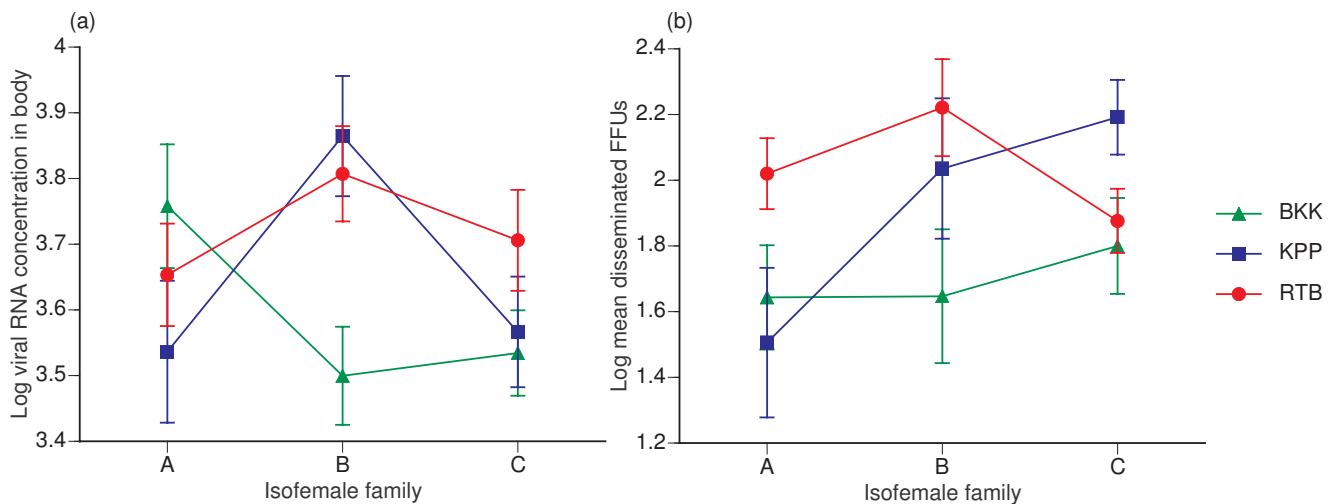 (a)
Log viral RNA concentration in body
4
3.9
3.8
3.7
3.6
3.5
3.4
A
B
C
Isofemale family
(b)
Log mean disseminated FFUs
2.4
2.2
2
1.8
1.6
1.4
1.2
A
B
C
Isofemale family
BKK
KPP
RTB